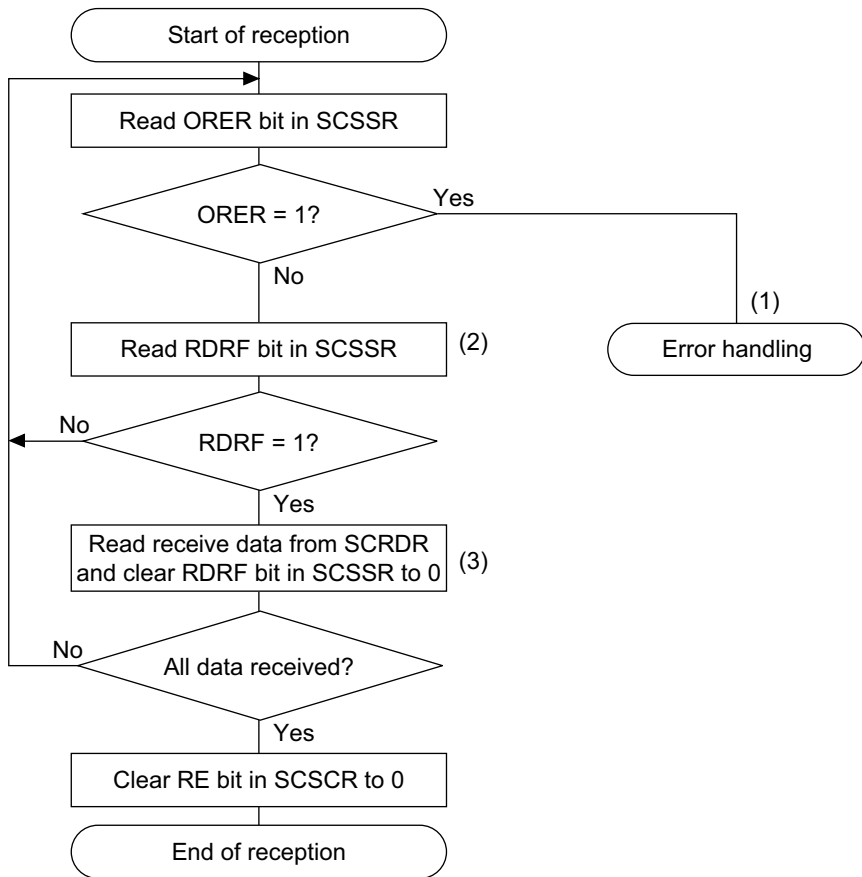 Start of reception
Read ORER bit in SCSSR
Yes
ORER = 1?
No
(1)
Read RDRF bit in SCSSR
(2)
Error handling
No
RDRF = 1?
Yes
Read receive data from SCRDR
and clear RDRF bit in SCSSR to 0
(3)
No
All data received?
Yes
Clear RE bit in SCSCR to 0
End of reception